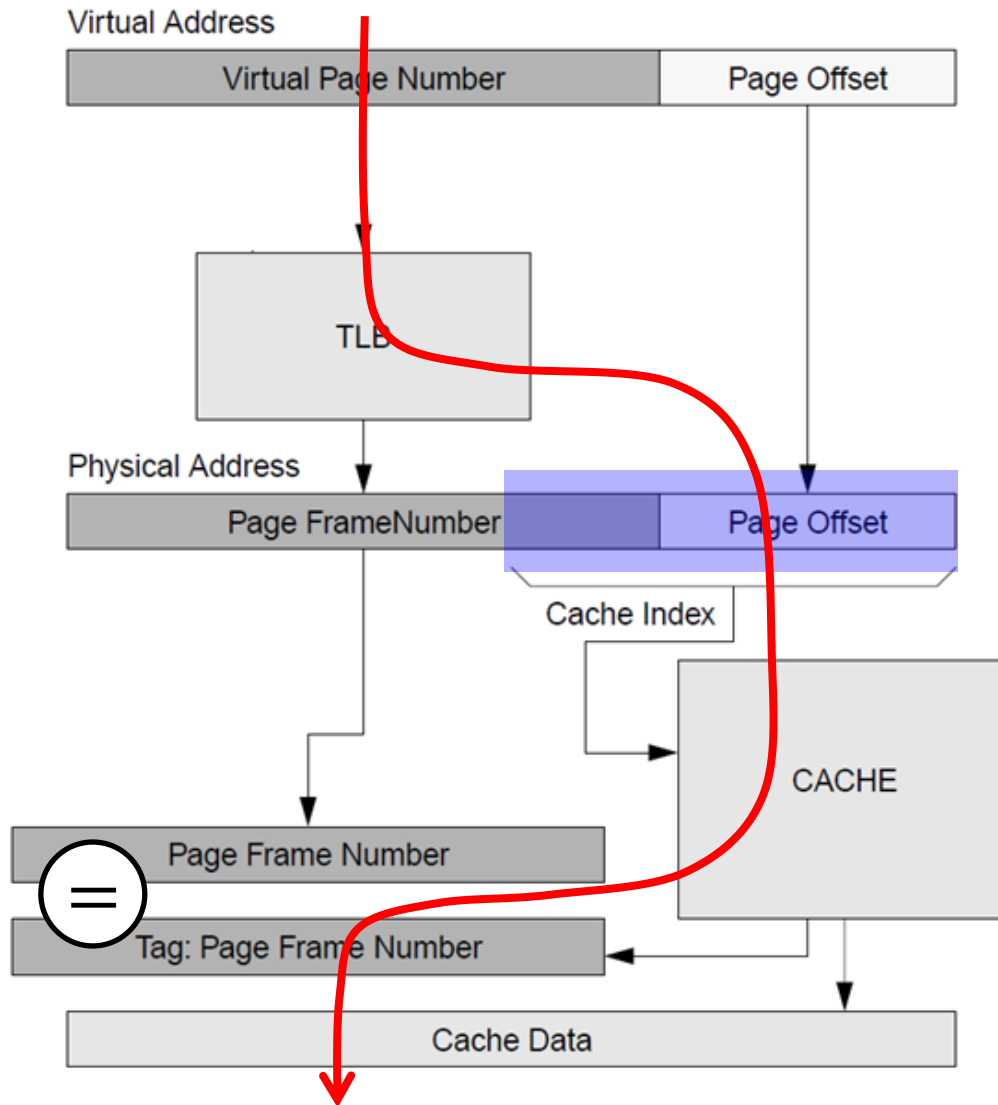 Virtual Address
Virtual Page Number
Page Offset
TLB
Physical Address
Page FrameNumber
Page Offset
Cache Index
CACHE
Page Frame Number
=
Tag: Page Frame Number
Cache Data